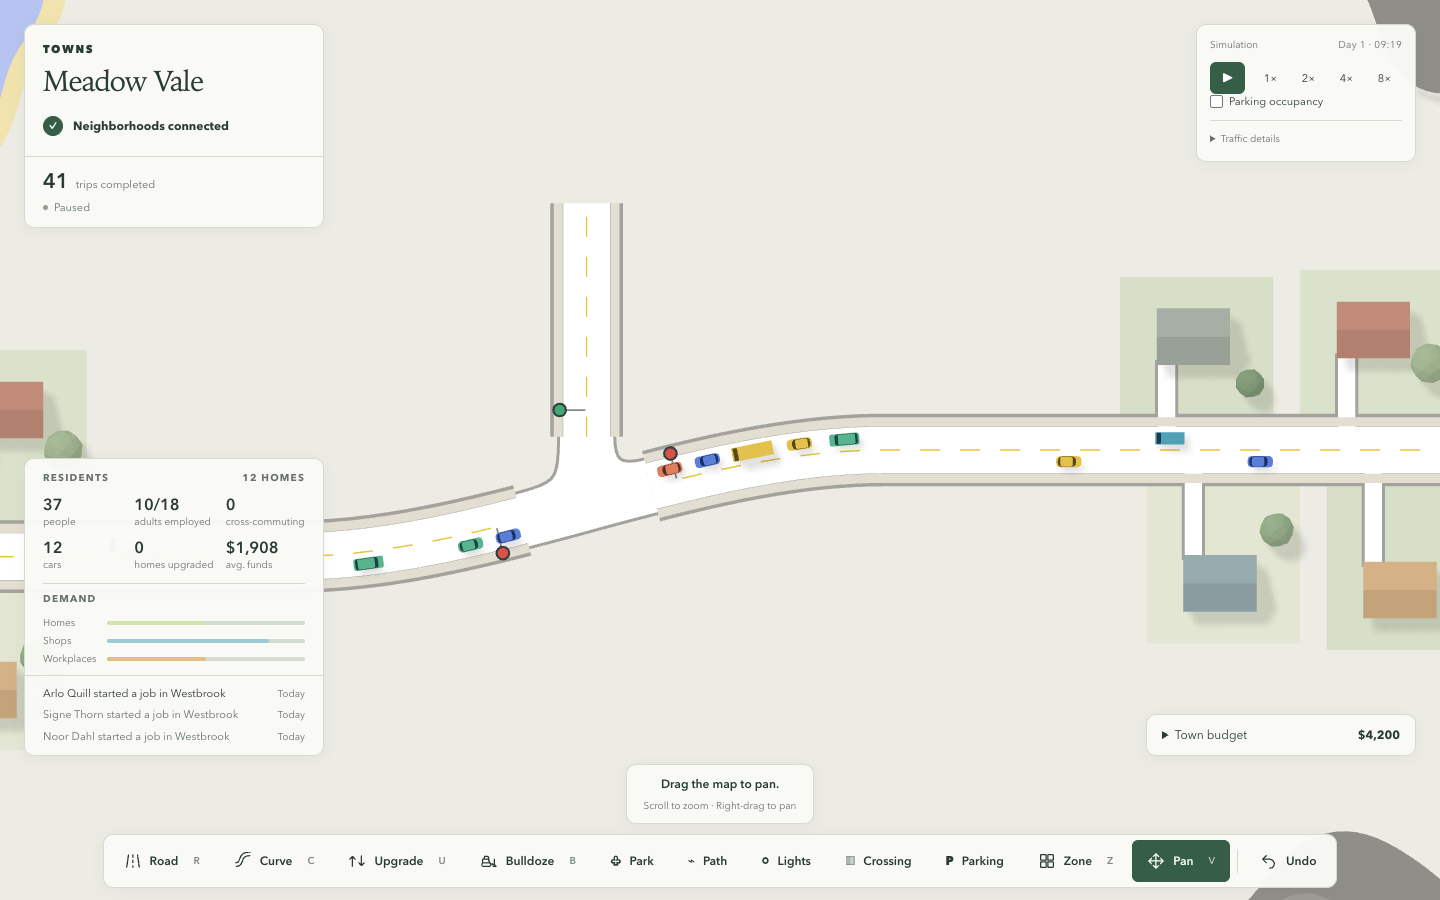 TOWNS
Meadow Vale
Neighborhoods connected
41 trips completed
Paused
Simulation Day 1 · 09:19
1× 2× 4× 8×
Parking occupancy
Traffic details
RESIDENTS 12 HOMES
37 10/18 0
people adults employed cross-commuting
12 0 $1,908
cars homes upgraded avg. funds
DEMAND
Homes
Shops
Workplaces
Arlo Quill started a job in Westbrook Today
Signe Thorn started a job in Westbrook Today
Noor Dahl started a job in Westbrook Today
Town budget $4,200
Drag the map to pan.
Scroll to zoom · Right-drag to pan
Road R Curve C Upgrade U Bulldoze B Park Path Lights Crossing P Parking Zone Z Pan V Undo